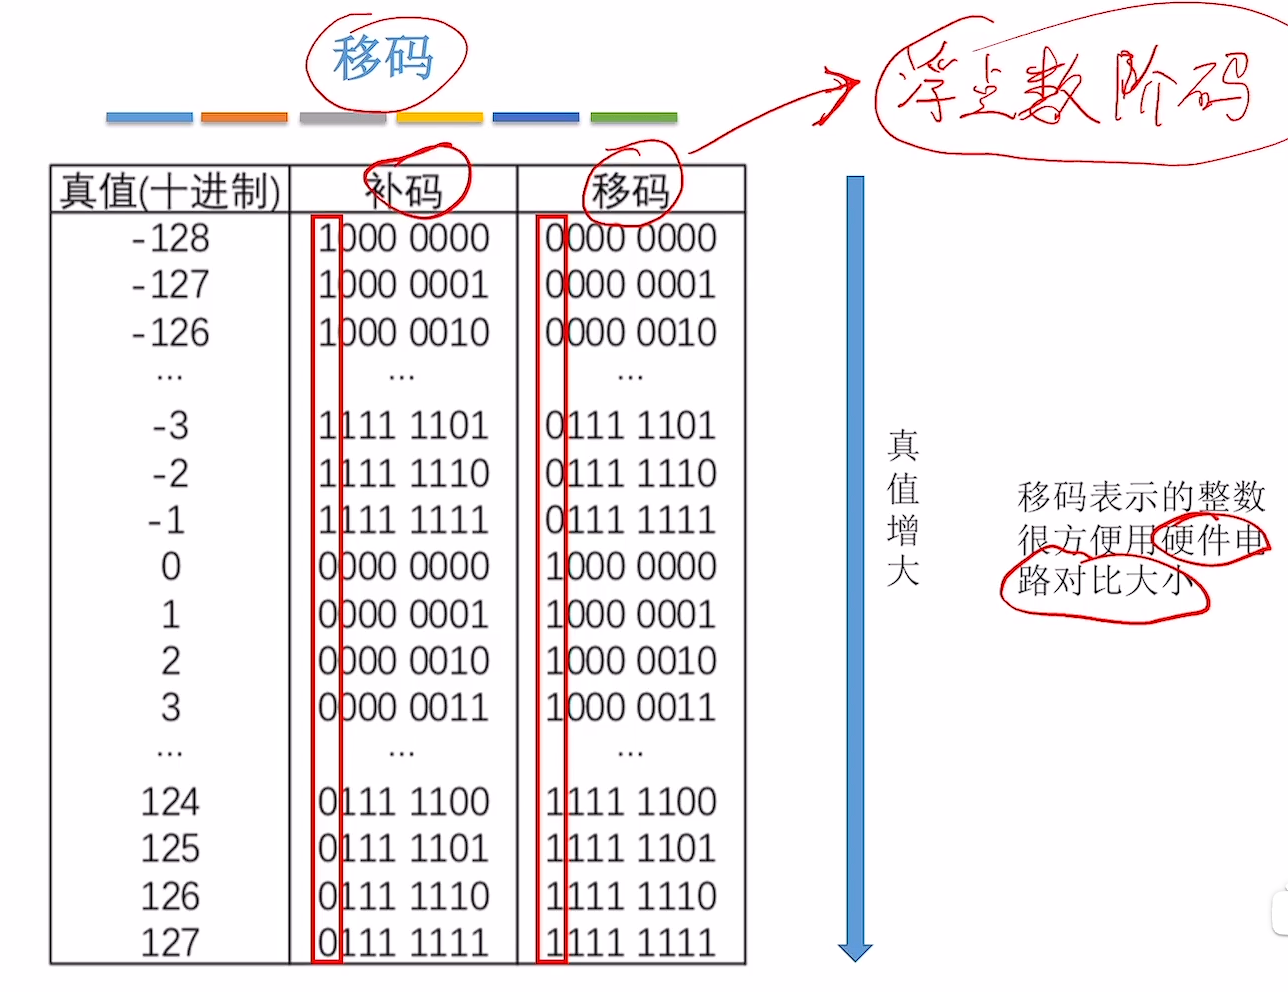 移码
浮点数阶码
真值(十进制) 补码 移码
-128 1000 0000 0000 0000
-127 1000 0001 0000 0001
-126 1000 0010 0000 0010
... ... ...
-3 1111 1101 0111 1101
-2 1111 1110 0111 1110
-1 1111 1111 0111 1111
0 0000 0000 1000 0000
1 0000 0001 1000 0001
2 0000 0010 1000 0010
3 0000 0011 1000 0011
... ... ...
124 0111 1100 1111 1100
125 0111 1101 1111 1101
126 0111 1110 1111 1110
127 0111 1111 1111 1111
真值增大
移码表示的整数
很方便用硬件电
路对比大小